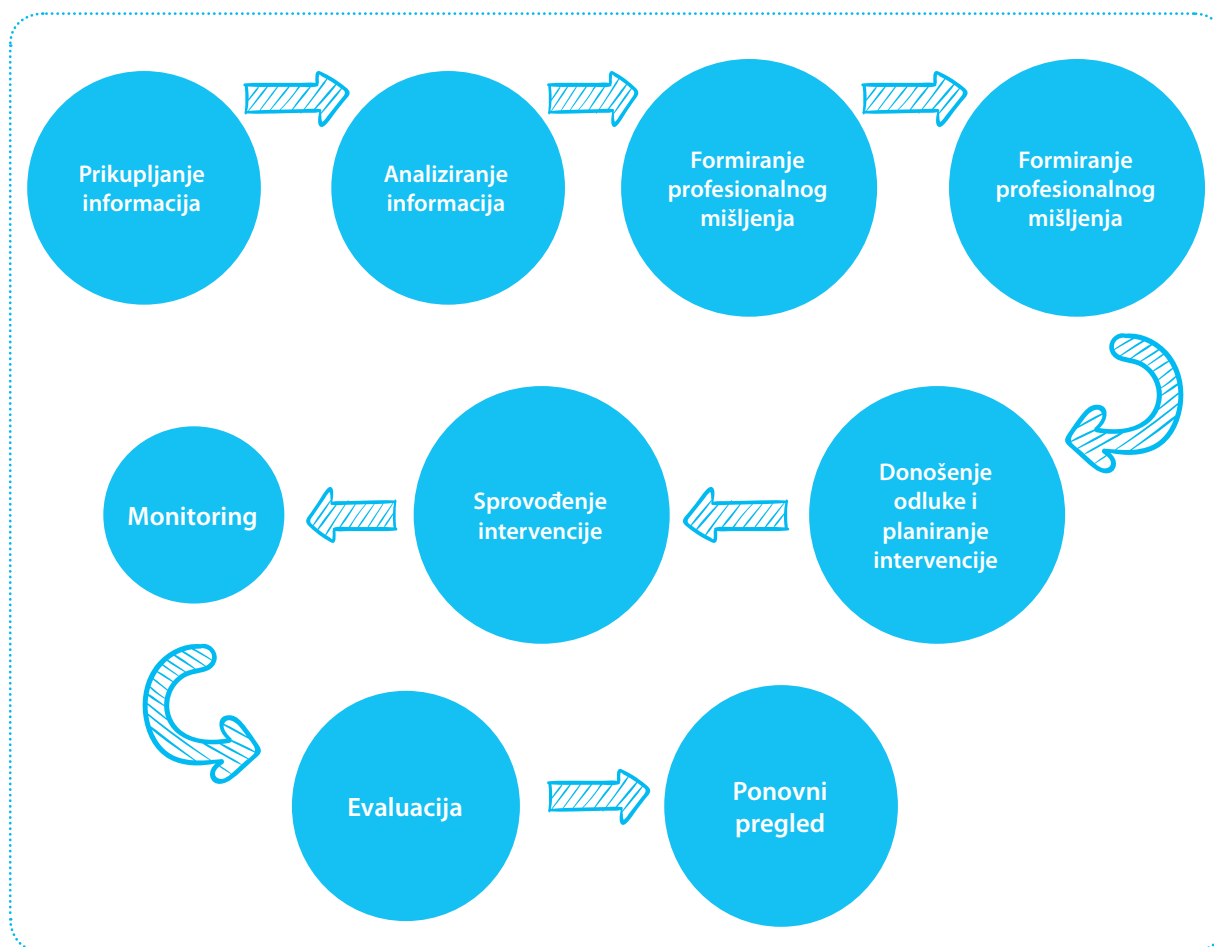 Prikupljanje
informacija
Analiziranje
informacija
Formiranje
profesionalnog
mišljenja
Formiranje
profesionalnog
mišljenja
Donošenje
odluke i
planiranje
intervencije
Sprovođenje
intervencije
Monitoring
Evaluacija
Ponovni
pregled